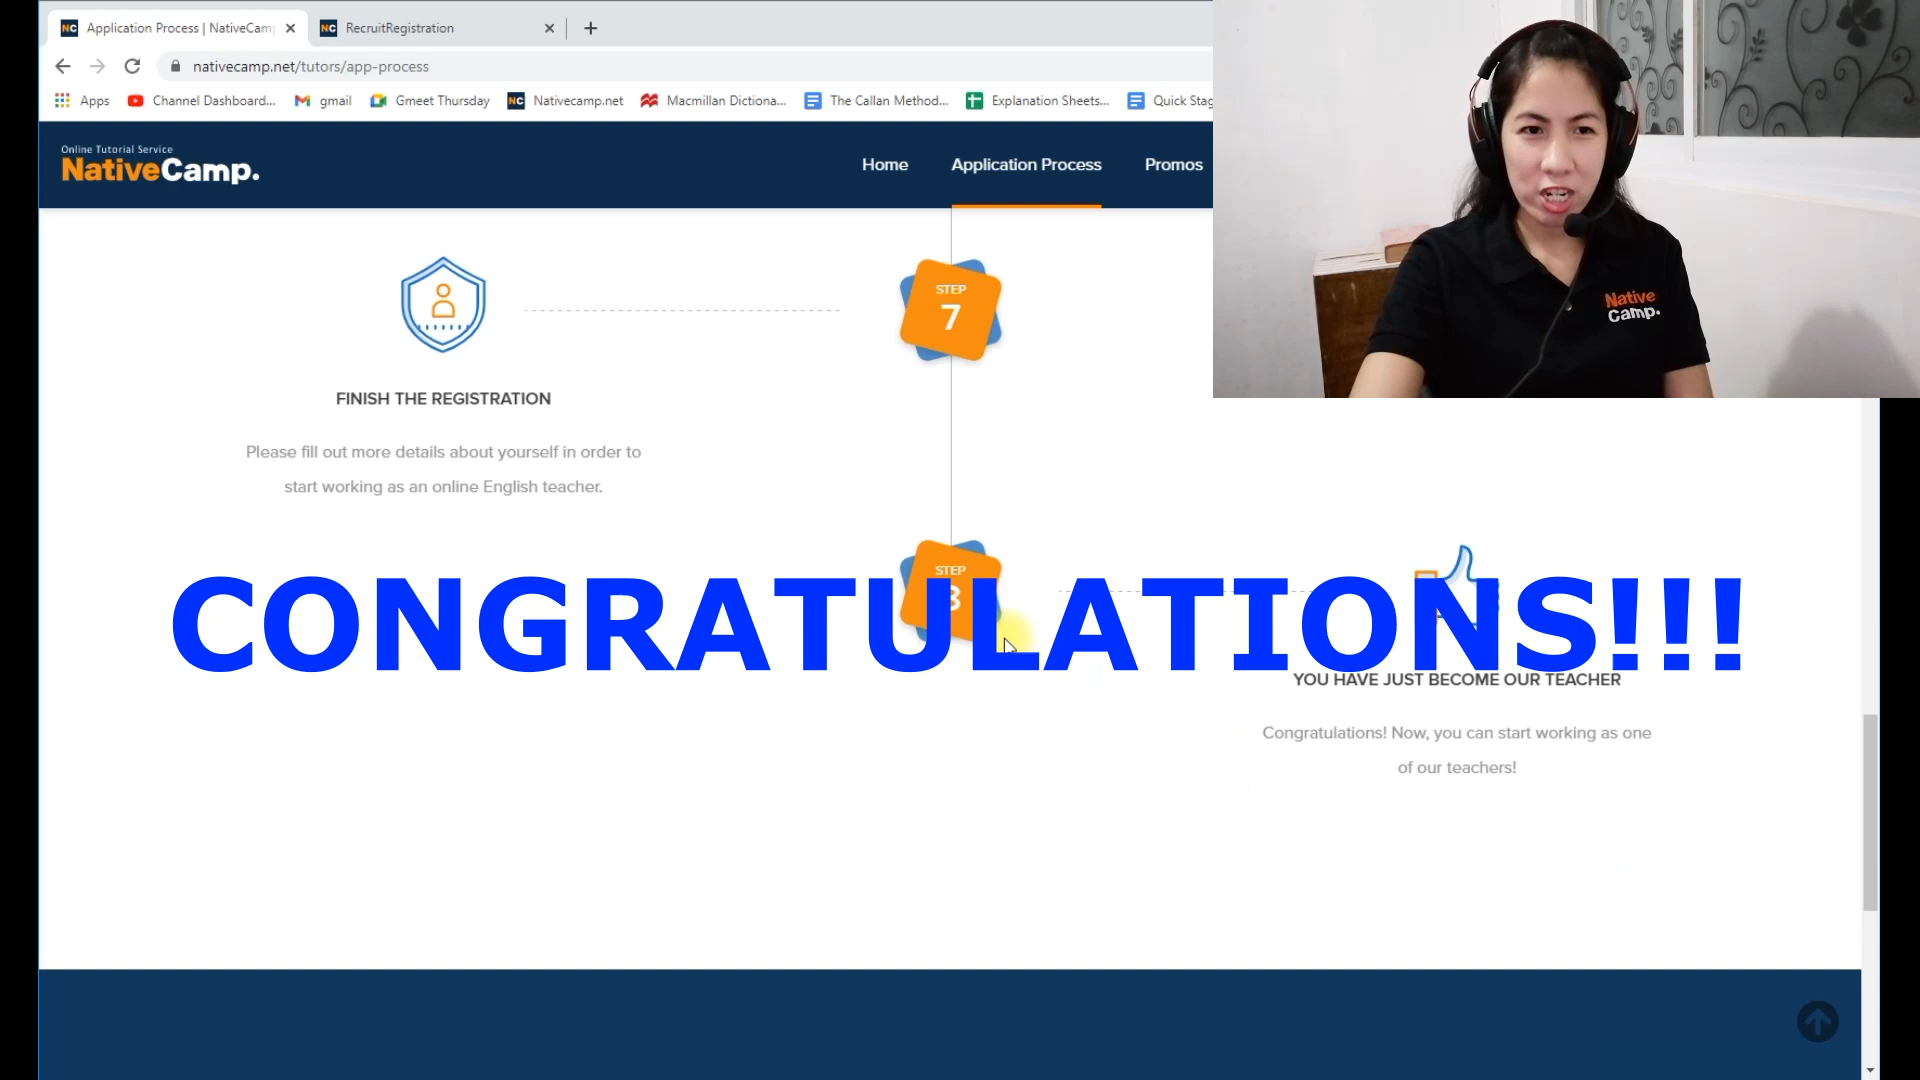 Application Process | NativeCam
RecruitRegistration
nativecamp.net/tutors/app-process
Apps
Channel Dashboard...
gmail
Gmeet Thursday
Nativecamp.net
Macmillan Dictiona...
The Callan Method...
Explanation Sheets...
Quick Stag
Online Tutorial Service
NativeCamp.
Home
Application Process
Promos
Native
Camp.
STEP
7
FINISH THE REGISTRATION
Please fill out more details about yourself in order to
start working as an online English teacher.
STEP
8
CONGRATULATIONS!!!
YOU HAVE JUST BECOME OUR TEACHER
Congratulations! Now, you can start working as one
of our teachers!